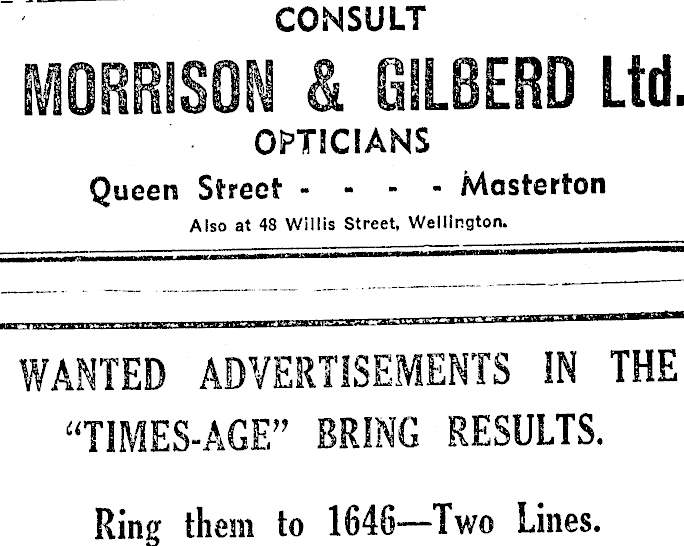 CONSULT
MORRISON & GILBERD Ltd.
OPTICIANS
Queen Street - - - - Masterton
Also at 48 Willis Street, Wellington.
WANTED ADVERTISEMENTS IN THE
“TIMES-AGE” BRING RESULTS.
Ring them to 1646—Two Lines.